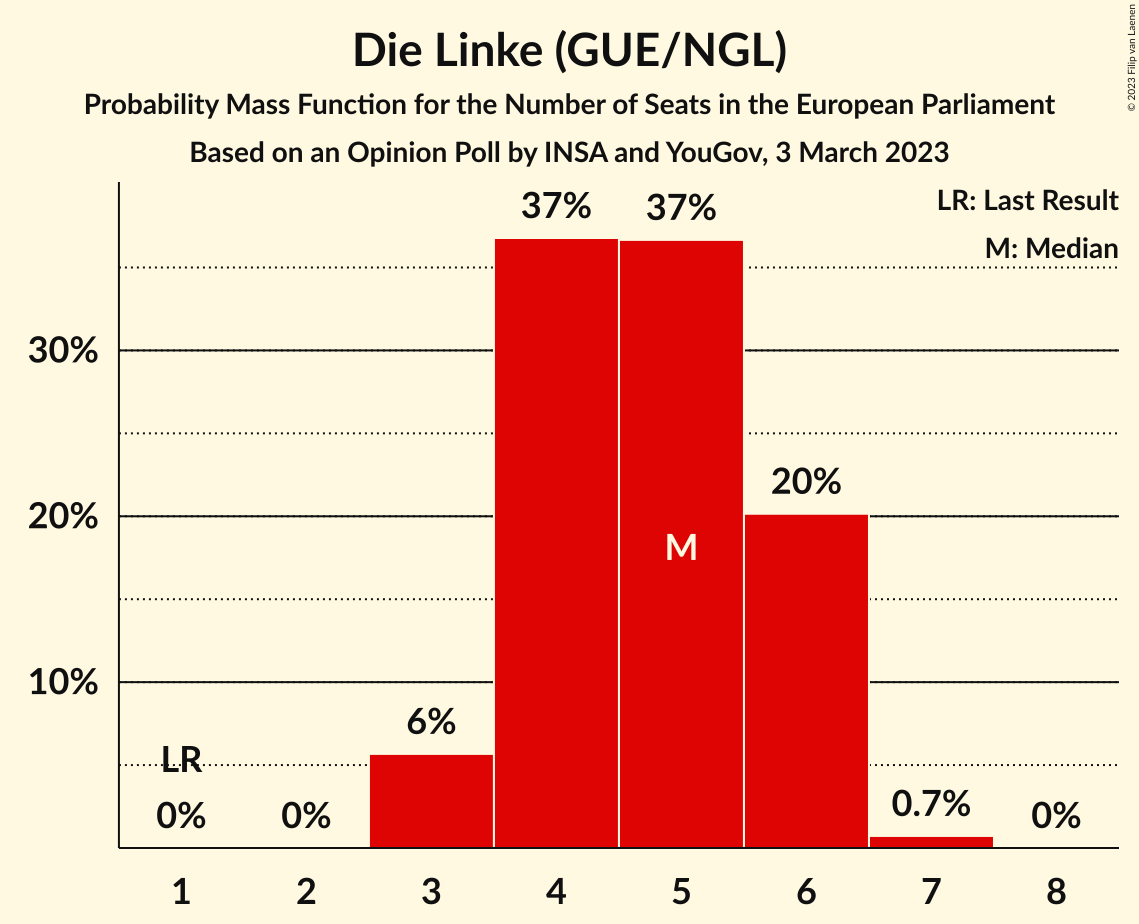 Die Linke (GUE/NGL)
Probability Mass Function for the Number of Seats in the European Parliament
Based on an Opinion Poll by INSA and YouGov, 3 March 2023
© 2023 Filip van Laenen
LR: Last Result
M: Median
37%
37%
30%
20%
M
20%
10%
6%
LR
0%
0%
0.7%
0%
1 2 3 4 5 6 7 8